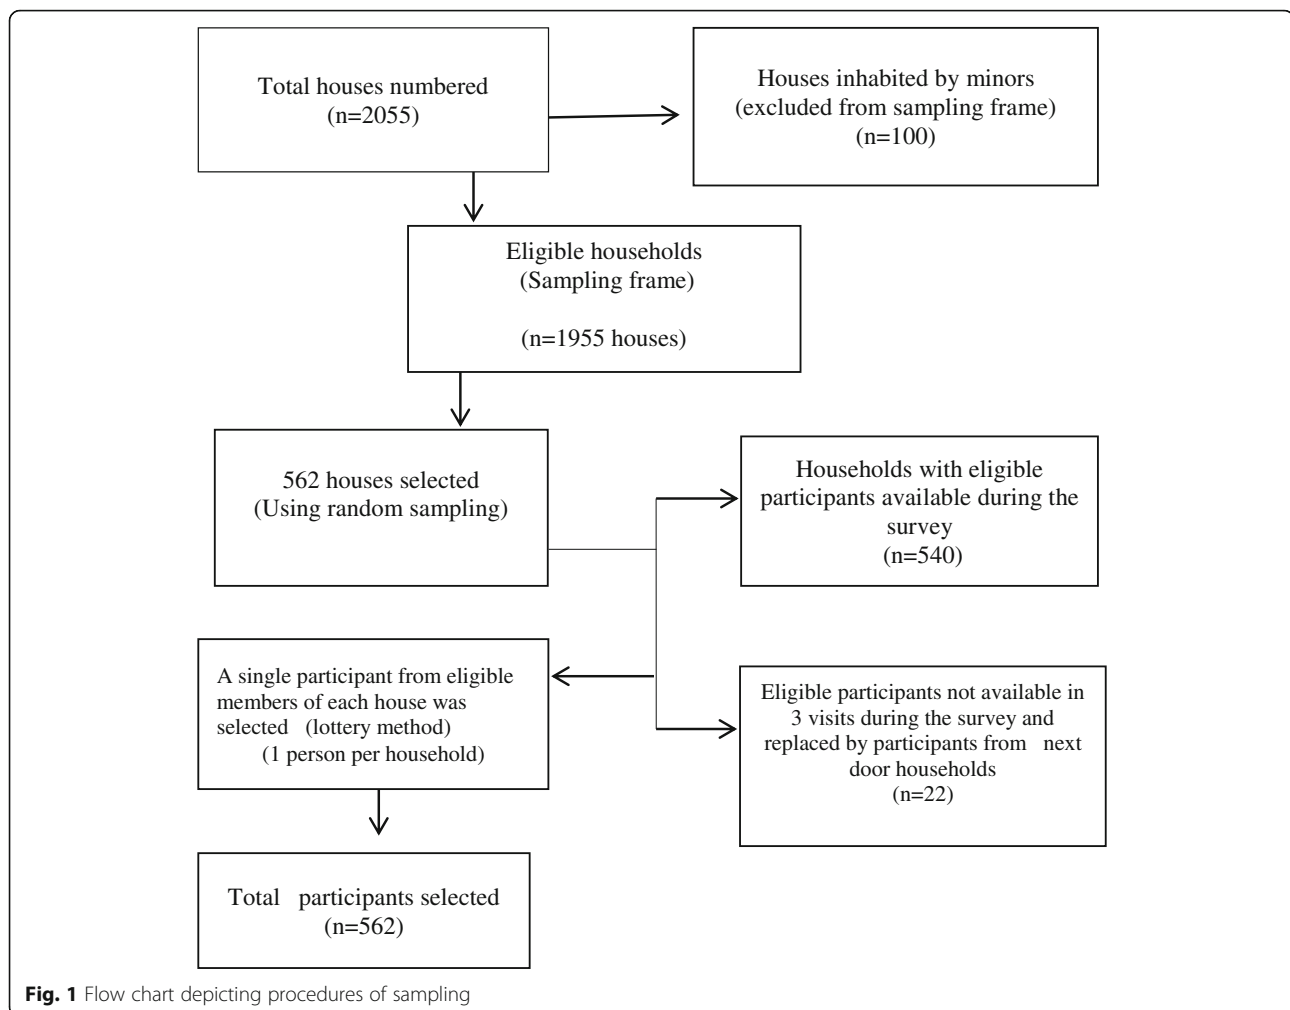 Total houses numbered
(n=2055)
Houses inhabited by minors
(excluded from sampling frame)
(n=100)
Eligible households
(Sampling frame)
(n=1955 houses)
562 houses selected
(Using random sampling)
Households with eligible
participants available during the
survey
(n=540)
A single participant from eligible
members of each house was
selected (lottery method)
(1 person per household)
Eligible participants not available in
3 visits during the survey and
replaced by participants from next
door households
(n=22)
Total participants selected
(n=562)
Fig. 1 Flow chart depicting procedures of sampling